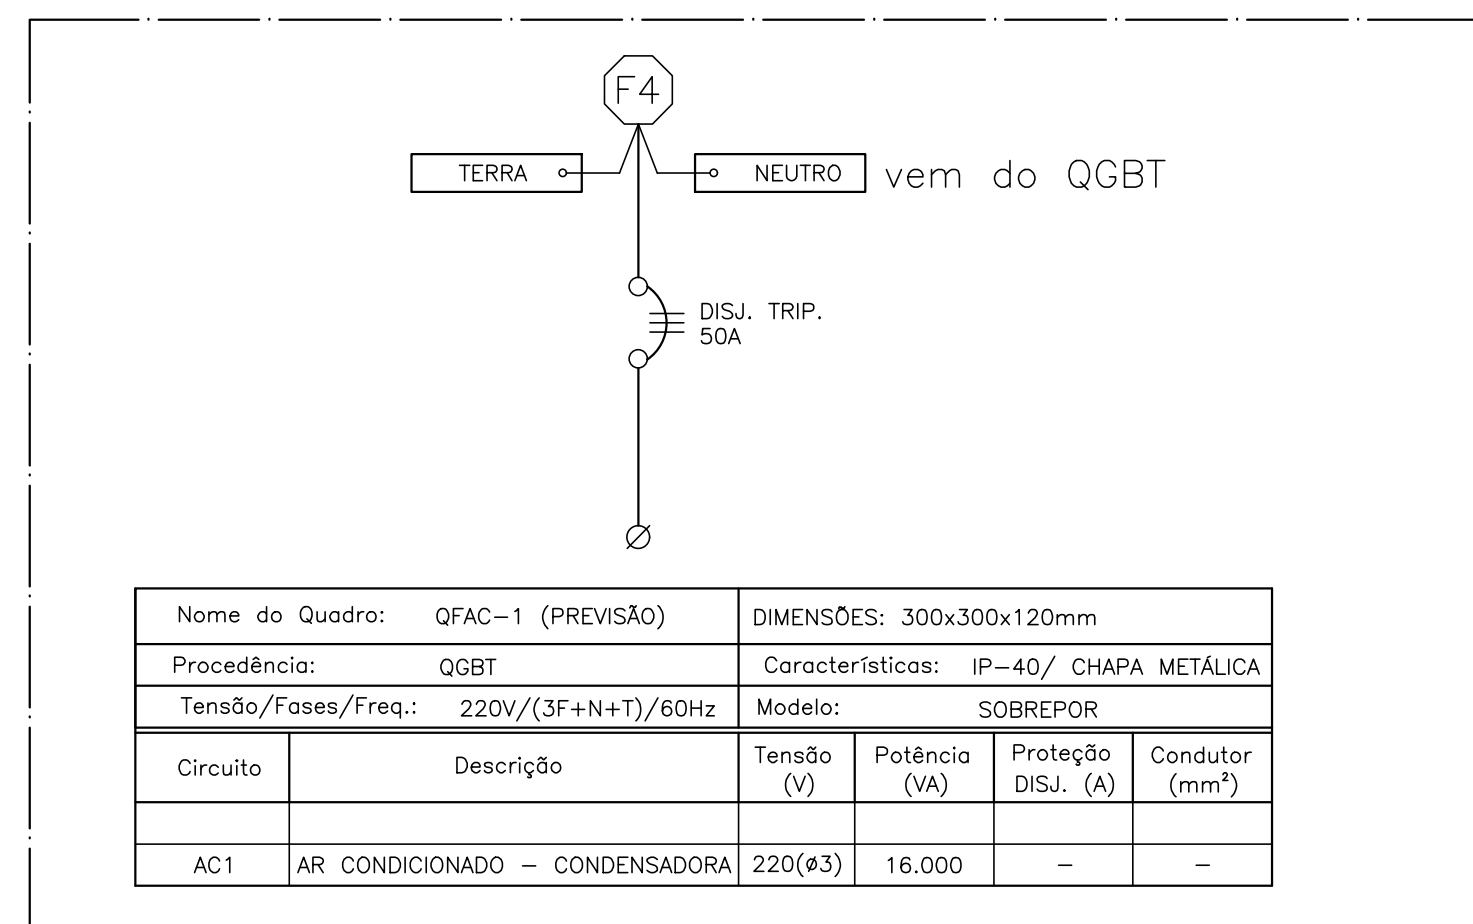 F4
TERRA
NEUTRO
vem do QGBT
DISJ. TRIP.
50A
Nome do Quadro: QFAC-1 (PREVISÃO)
DIMENSÕES: 300x300x120mm
Procedência: QGBT
Características: IP-40/ CHAPA METÁLICA
Tensão/Fases/Freq.: 220V/(3F+N+T)/60Hz
Modelo: SOBREPOR
Circuito
Descrição
Tensão
(V)
Potência
(VA)
Proteção
DISJ. (A)
Condutor
(mm²)
AC1 AR CONDICIONADO - CONDENSADORA 220(ø3) 16.000 - -